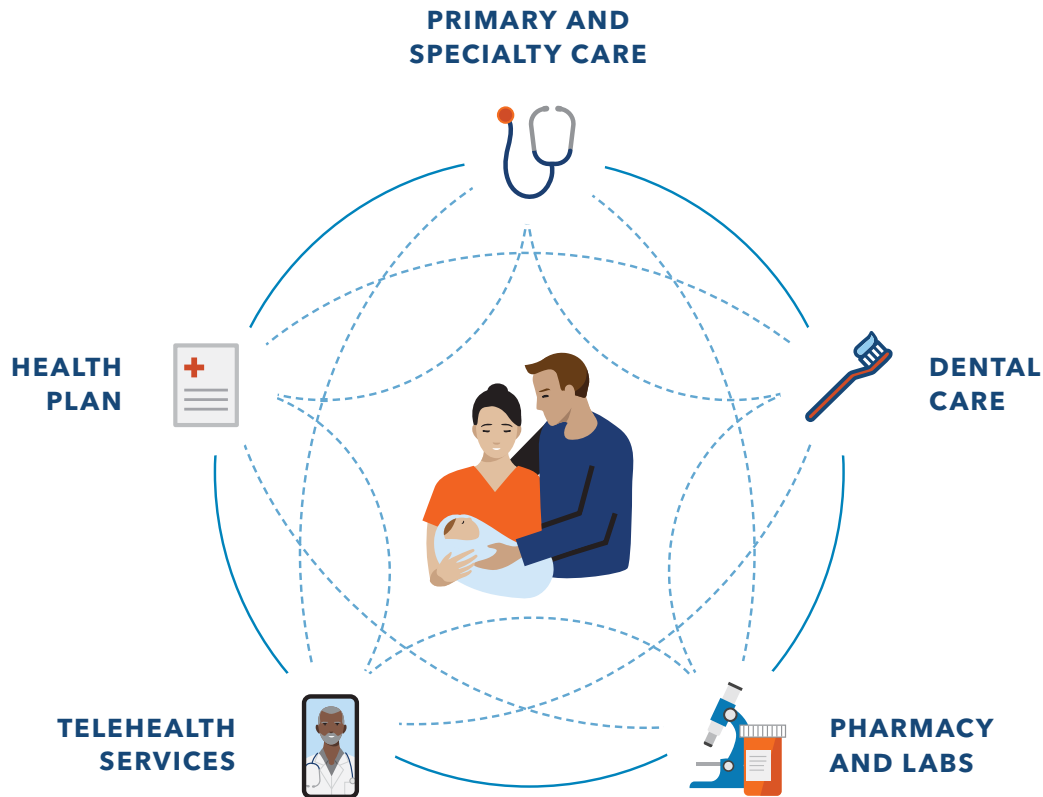 PRIMARY AND
SPECIALTY CARE
HEALTH
PLAN
DENTAL
CARE
TELEHEALTH
SERVICES
PHARMACY
AND LABS